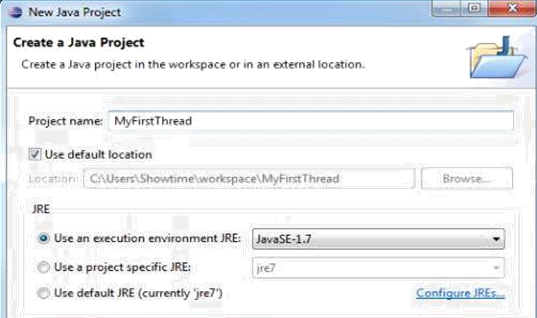 New Java Project
Create a Java Project
Create a Java project in the workspace or in an external location.
Project name: MyFirstThread
Use default location
Location: C:\Users\Showtime\workspace\MyFirstThread Browse...
JRE
Use an execution environment JRE: JavaSE-1.7
Use a project specific JRE: jre7
Use default JRE (currently 'jre7') Configure JREs...